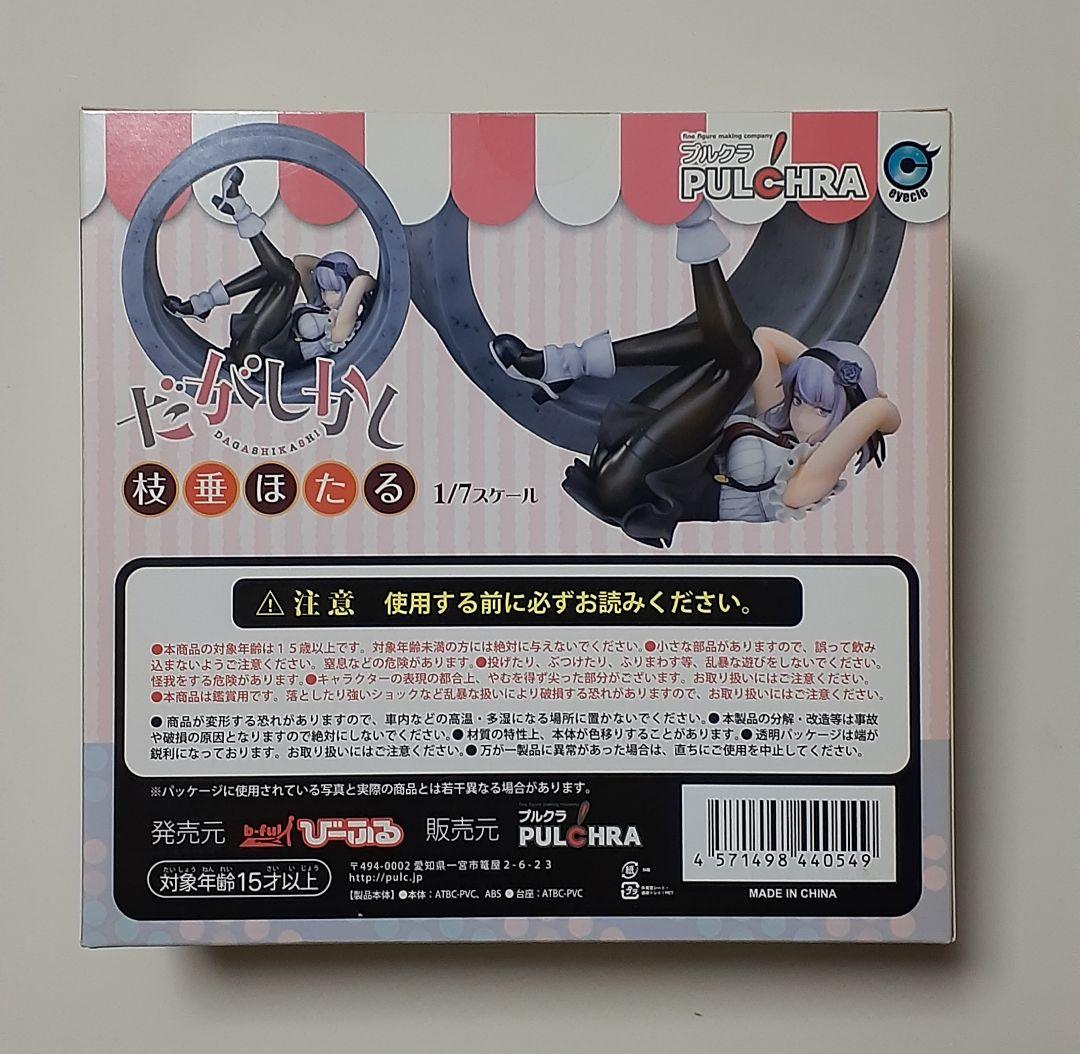 fine figure making company
プルクラ
PULCHRA
eyecle
だがしかし
DAGASHIKASHI
枝垂ほたる
1/7スケール
⚠注意 使用する前に必ずお読みください。
●本商品の対象年齢は15歳以上です。対象年齢未満の方には絶対に与えないでください。●小さな部品がありますので、誤って飲み
込まないようご注意ください。窒息などの危険があります。●投げたり、ぶつけたり、ふりまわす等、乱暴な遊びをしないでください。
怪我をする危険があります。●キャラクターの表現の都合上、やむを得ず尖った部分がございます。お取り扱いにはご注意ください。
●本商品は鑑賞用です。落としたり強いショックなど乱暴な扱いにより破損する恐れがありますので、お取り扱いにはご注意ください。
●商品が変形する恐れがありますので、車内などの高温・多湿になる場所に置かないでください。●本製品の分解・改造等は事故
や破損の原因となりますので絶対にしないでください。●材質の特性上、本体が色移りすることがあります。●透明パッケージは端が
鋭利になっております。お取り扱いにはご注意ください。●万が一製品に異常があった場合は、直ちにご使用を中止してください。
※パッケージに使用されている写真と実際の商品とは若干異なる場合があります。
発売元 b-ful びーふる 販売元 プルクラ PULCHRA
たいしょうねんれい さいいじょう
対象年齢15才以上
〒494-0002 愛知県一宮市篭屋2-6-23
http://pulc.jp
【製品本体】●本体：ATBC-PVC、ABS ●台座：ATBC-PVC
紙
プラ
4 571498 440549
MADE IN CHINA